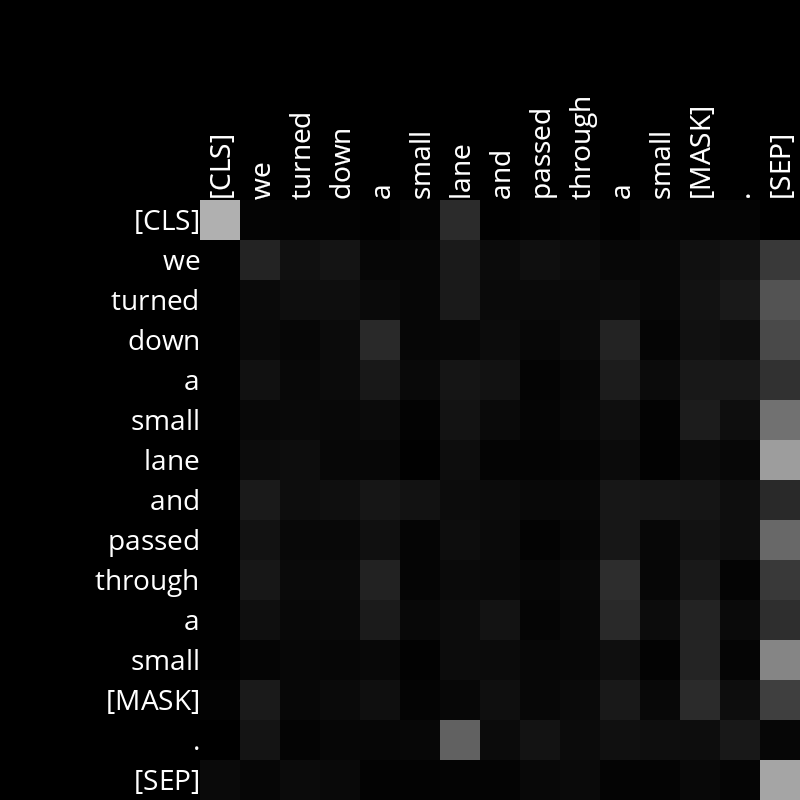 [CLS] we turned down a small lane and passed through a small [MASK] . [SEP]
[CLS]
we
turned
down
a
small
lane
and
passed
through
a
small
[MASK]
.
[SEP]